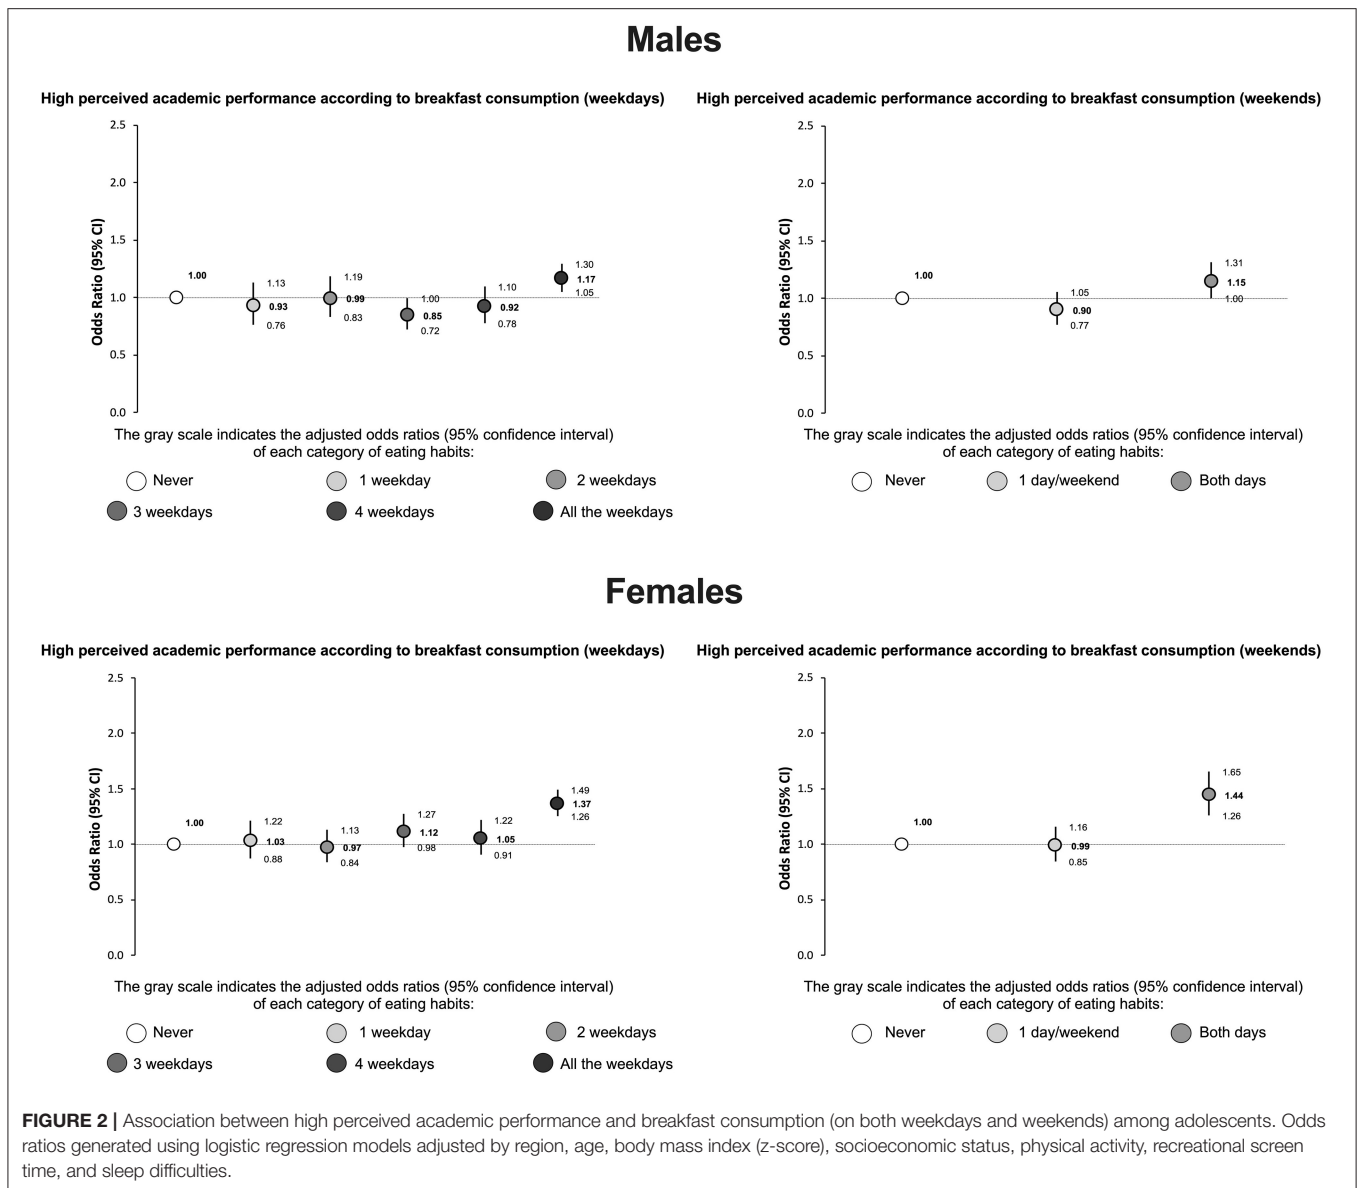 Males
High perceived academic performance according to breakfast consumption (weekdays)
2.5
2.0
1.5
1.0
0.5
0.0
Odds Ratio (95% CI)
1.00
1.13
0.93
0.76
1.19
0.99
0.83
1.00
0.85
0.72
1.10
0.92
0.78
1.30
1.17
1.05
The gray scale indicates the adjusted odds ratios (95% confidence interval)
of each category of eating habits:
Never 1 weekday 2 weekdays
3 weekdays 4 weekdays All the weekdays
High perceived academic performance according to breakfast consumption (weekends)
2.5
2.0
1.5
1.0
0.5
0.0
Odds Ratio (95% CI)
1.00
1.05
0.90
0.77
1.31
1.15
1.00
The gray scale indicates the adjusted odds ratios (95% confidence interval)
of each category of eating habits:
Never 1 day/weekend Both days
Females
High perceived academic performance according to breakfast consumption (weekdays)
2.5
2.0
1.5
1.0
0.5
0.0
Odds Ratio (95% CI)
1.00
1.22
1.03
0.88
1.13
0.97
0.84
1.27
1.12
0.98
1.22
1.05
0.91
1.49
1.37
1.26
The gray scale indicates the adjusted odds ratios (95% confidence interval)
of each category of eating habits:
Never 1 weekday 2 weekdays
3 weekdays 4 weekdays All the weekdays
High perceived academic performance according to breakfast consumption (weekends)
2.5
2.0
1.5
1.0
0.5
0.0
Odds Ratio (95% CI)
1.00
1.16
0.99
0.85
1.65
1.44
1.26
The gray scale indicates the adjusted odds ratios (95% confidence interval)
of each category of eating habits:
Never 1 day/weekend Both days
FIGURE 2 | Association between high perceived academic performance and breakfast consumption (on both weekdays and weekends) among adolescents. Odds
ratios generated using logistic regression models adjusted by region, age, body mass index (z-score), socioeconomic status, physical activity, recreational screen
time, and sleep difficulties.